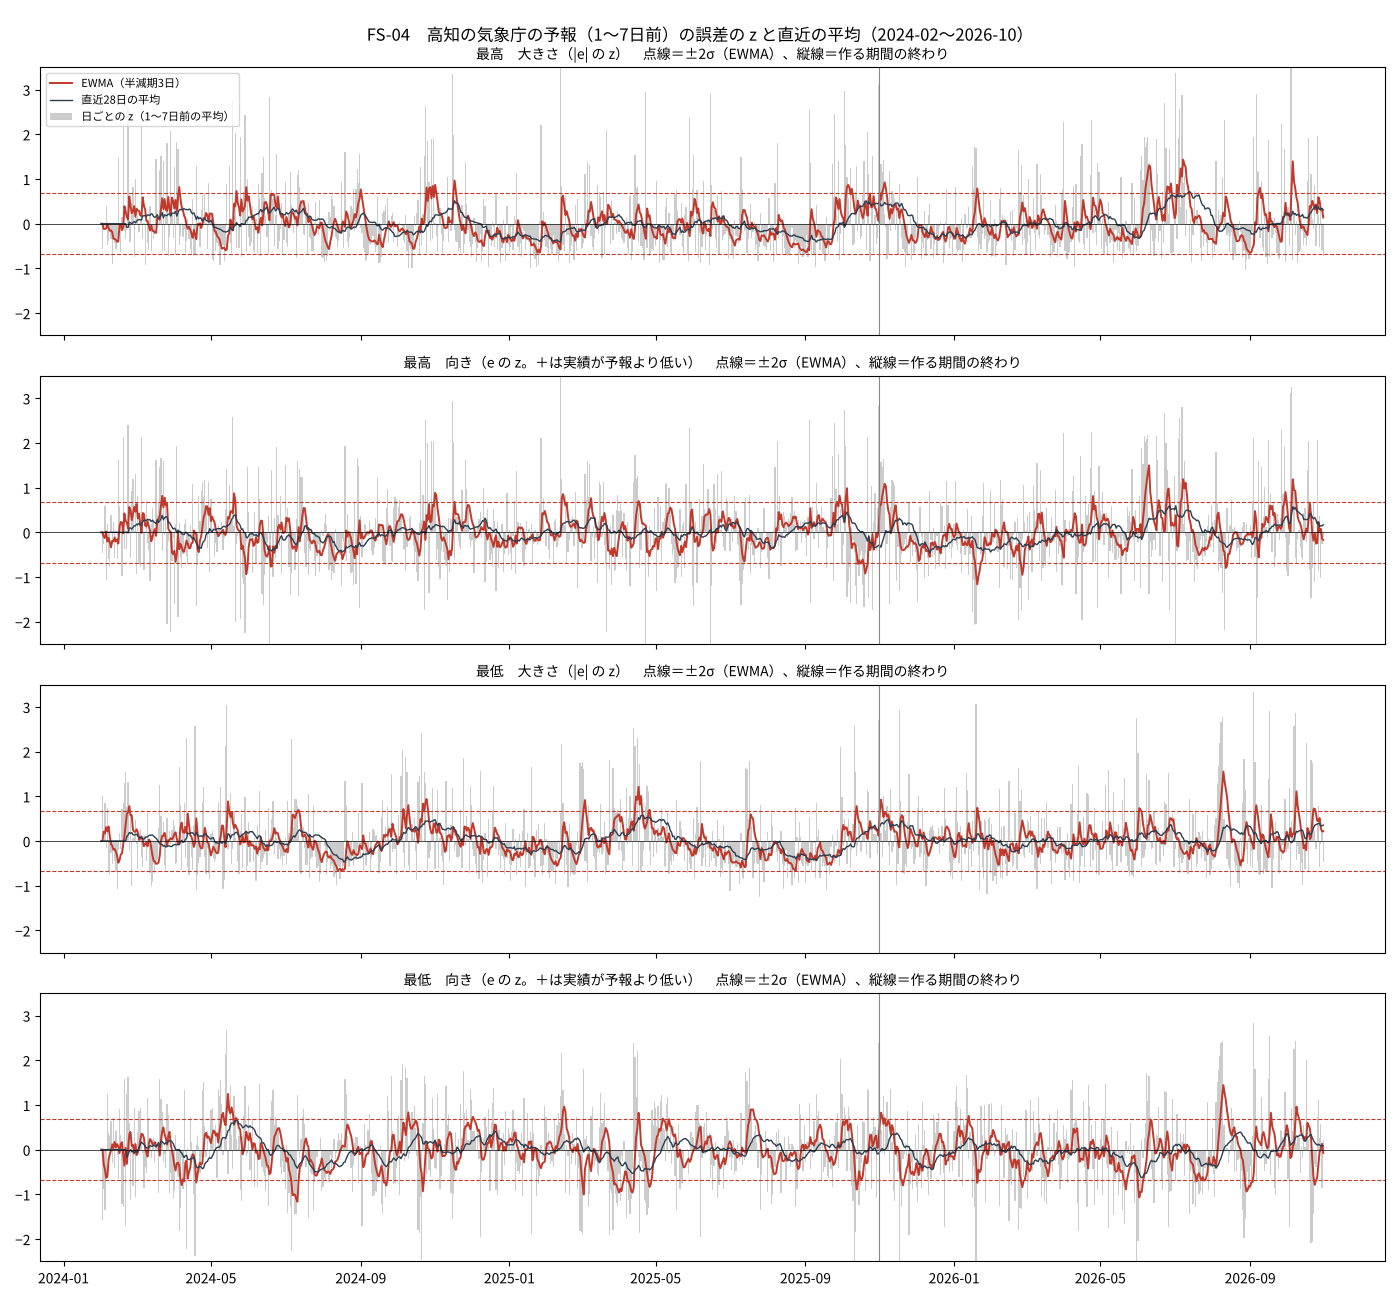 FS-04　高知の気象庁の予報（1～7日前）の誤差の z と直近の平均（2024-02～2026-10）
最高　大きさ（|e| の z）　点線＝±2σ（EWMA）、縦線＝作る期間の終わり
EWMA（半減期3日）
直近28日の平均
日ごとの z（1～7日前の平均）
3
2
1
0
−1
−2
最高　向き（e の z。＋は実績が予報より低い）　点線＝±2σ（EWMA）、縦線＝作る期間の終わり
3
2
1
0
−1
−2
最低　大きさ（|e| の z）　点線＝±2σ（EWMA）、縦線＝作る期間の終わり
3
2
1
0
−1
−2
最低　向き（e の z。＋は実績が予報より低い）　点線＝±2σ（EWMA）、縦線＝作る期間の終わり
3
2
1
0
−1
−2
2024-01 2024-05 2024-09 2025-01 2025-05 2025-09 2026-01 2026-05 2026-09